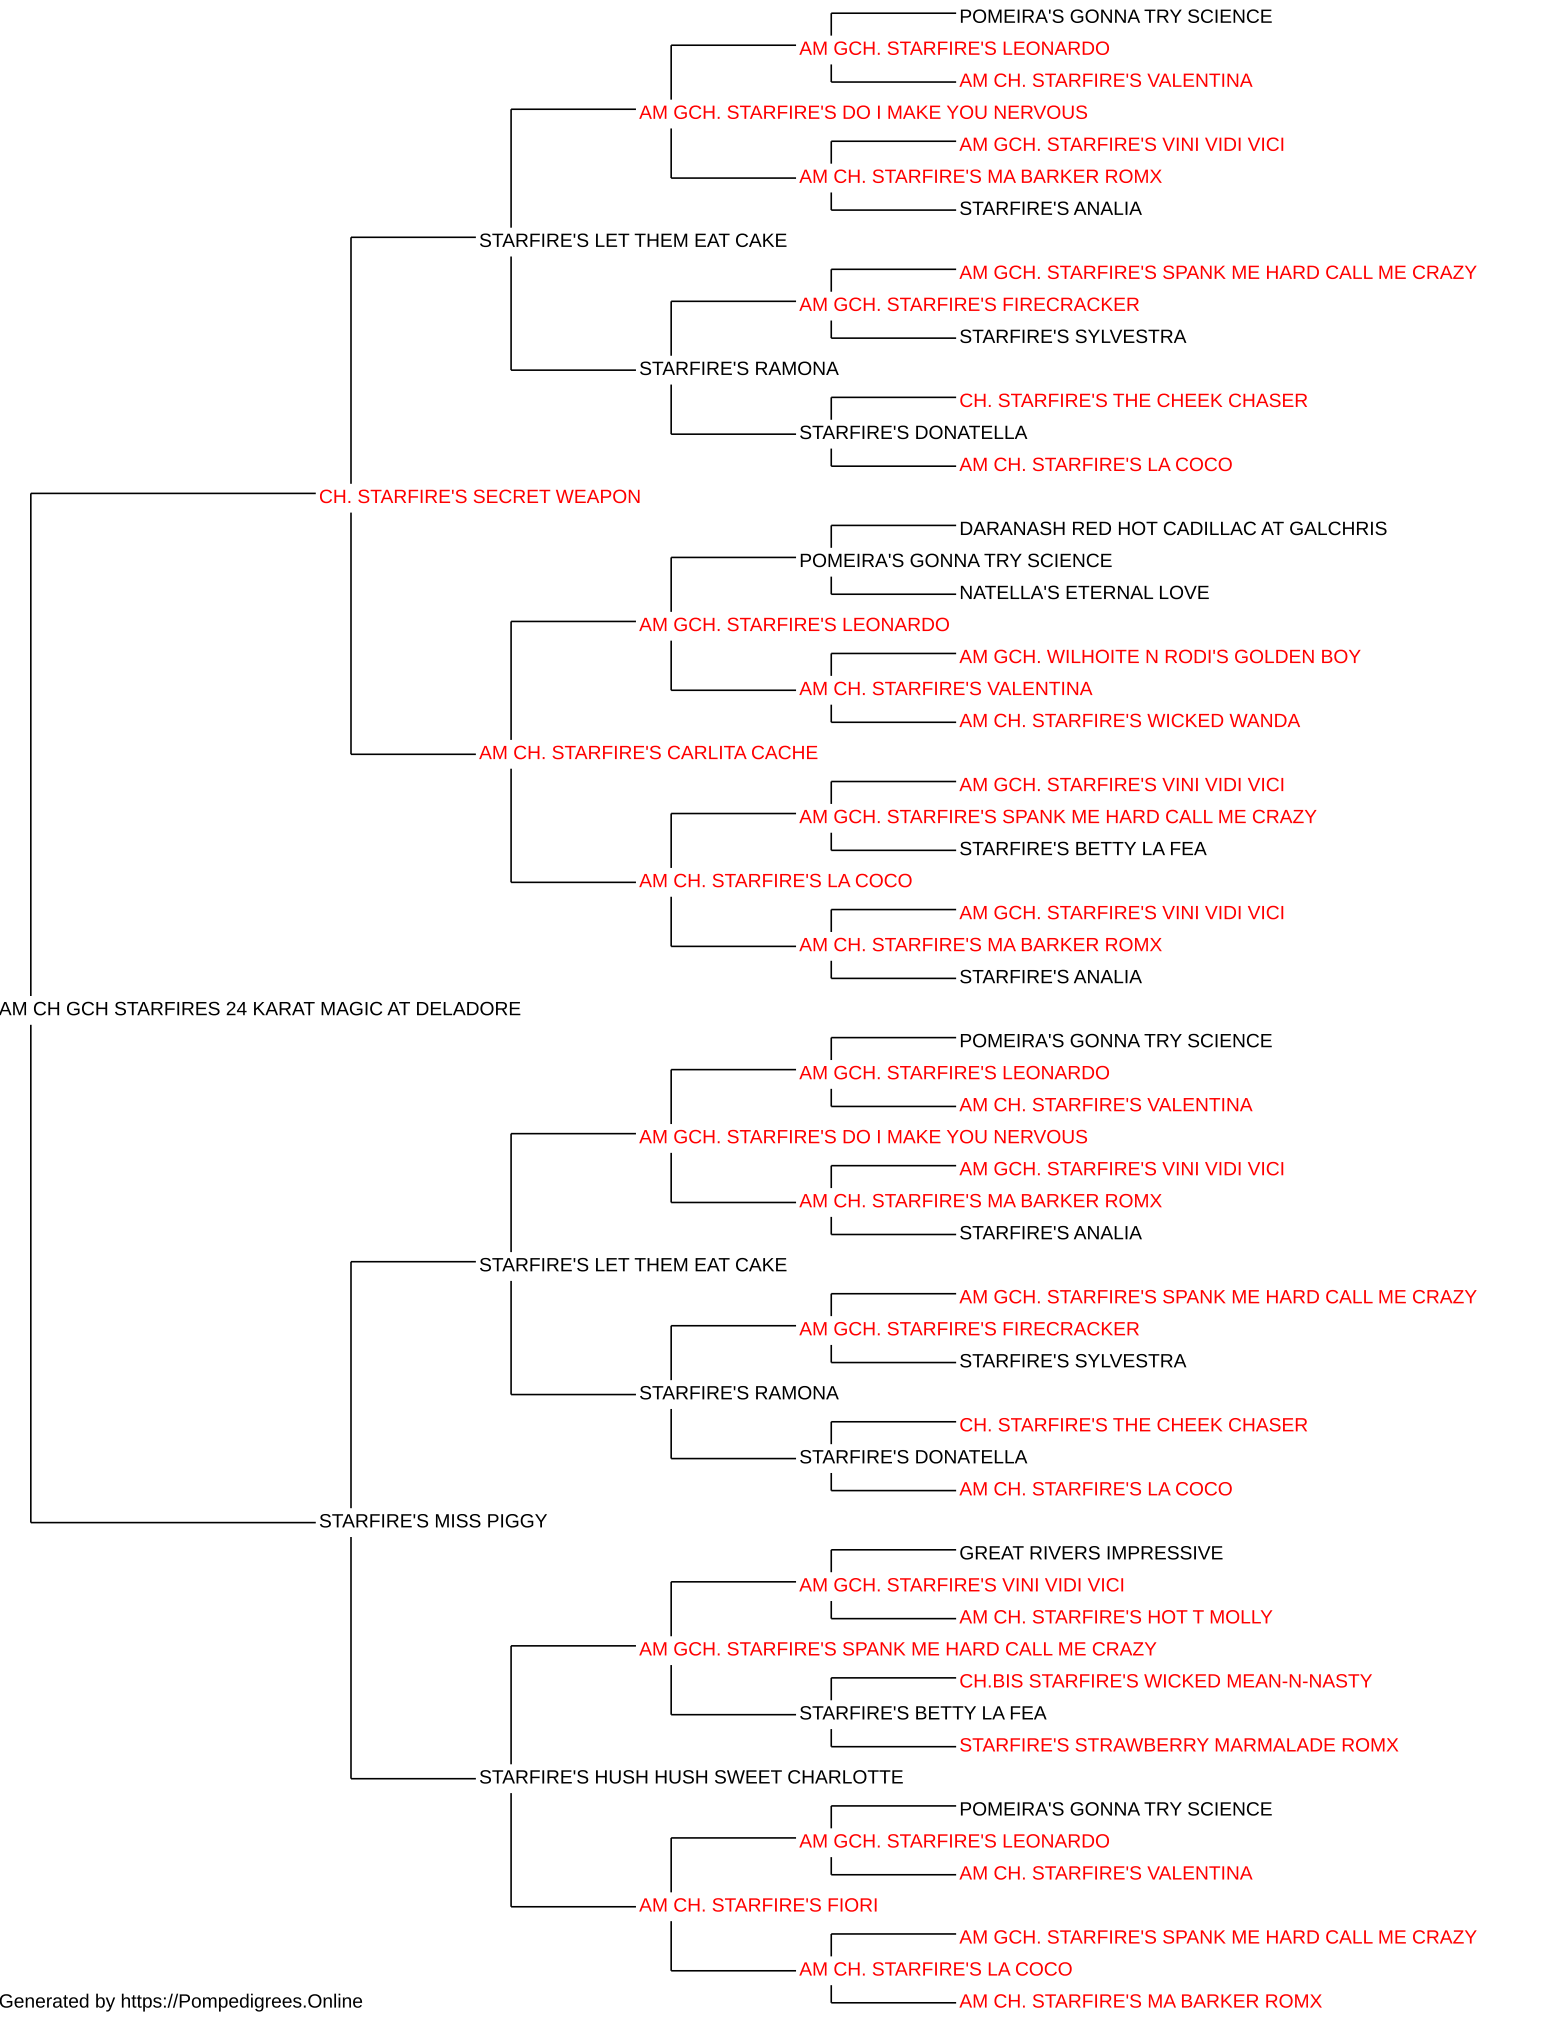 POMEIRA'S GONNA TRY SCIENCE
AM GCH. STARFIRE'S LEONARDO
AM CH. STARFIRE'S VALENTINA
AM GCH. STARFIRE'S DO I MAKE YOU NERVOUS
AM GCH. STARFIRE'S VINI VIDI VICI
AM CH. STARFIRE'S MA BARKER ROMX
STARFIRE'S ANALIA
STARFIRE'S LET THEM EAT CAKE
AM GCH. STARFIRE'S SPANK ME HARD CALL ME CRAZY
AM GCH. STARFIRE'S FIRECRACKER
STARFIRE'S SYLVESTRA
STARFIRE'S RAMONA
CH. STARFIRE'S THE CHEEK CHASER
STARFIRE'S DONATELLA
AM CH. STARFIRE'S LA COCO
CH. STARFIRE'S SECRET WEAPON
DARANASH RED HOT CADILLAC AT GALCHRIS
POMEIRA'S GONNA TRY SCIENCE
NATELLA'S ETERNAL LOVE
AM GCH. STARFIRE'S LEONARDO
AM GCH. WILHOITE N RODI'S GOLDEN BOY
AM CH. STARFIRE'S VALENTINA
AM CH. STARFIRE'S WICKED WANDA
AM CH. STARFIRE'S CARLITA CACHE
AM GCH. STARFIRE'S VINI VIDI VICI
AM GCH. STARFIRE'S SPANK ME HARD CALL ME CRAZY
STARFIRE'S BETTY LA FEA
AM CH. STARFIRE'S LA COCO
AM GCH. STARFIRE'S VINI VIDI VICI
AM CH. STARFIRE'S MA BARKER ROMX
STARFIRE'S ANALIA
AM CH GCH STARFIRES 24 KARAT MAGIC AT DELADORE
POMEIRA'S GONNA TRY SCIENCE
AM GCH. STARFIRE'S LEONARDO
AM CH. STARFIRE'S VALENTINA
AM GCH. STARFIRE'S DO I MAKE YOU NERVOUS
AM GCH. STARFIRE'S VINI VIDI VICI
AM CH. STARFIRE'S MA BARKER ROMX
STARFIRE'S ANALIA
STARFIRE'S LET THEM EAT CAKE
AM GCH. STARFIRE'S SPANK ME HARD CALL ME CRAZY
AM GCH. STARFIRE'S FIRECRACKER
STARFIRE'S SYLVESTRA
STARFIRE'S RAMONA
CH. STARFIRE'S THE CHEEK CHASER
STARFIRE'S DONATELLA
AM CH. STARFIRE'S LA COCO
STARFIRE'S MISS PIGGY
GREAT RIVERS IMPRESSIVE
AM GCH. STARFIRE'S VINI VIDI VICI
AM CH. STARFIRE'S HOT T MOLLY
AM GCH. STARFIRE'S SPANK ME HARD CALL ME CRAZY
CH.BIS STARFIRE'S WICKED MEAN-N-NASTY
STARFIRE'S BETTY LA FEA
STARFIRE'S STRAWBERRY MARMALADE ROMX
STARFIRE'S HUSH HUSH SWEET CHARLOTTE
POMEIRA'S GONNA TRY SCIENCE
AM GCH. STARFIRE'S LEONARDO
AM CH. STARFIRE'S VALENTINA
AM CH. STARFIRE'S FIORI
AM GCH. STARFIRE'S SPANK ME HARD CALL ME CRAZY
AM CH. STARFIRE'S LA COCO
AM CH. STARFIRE'S MA BARKER ROMX
Generated by https://Pompedigrees.Online